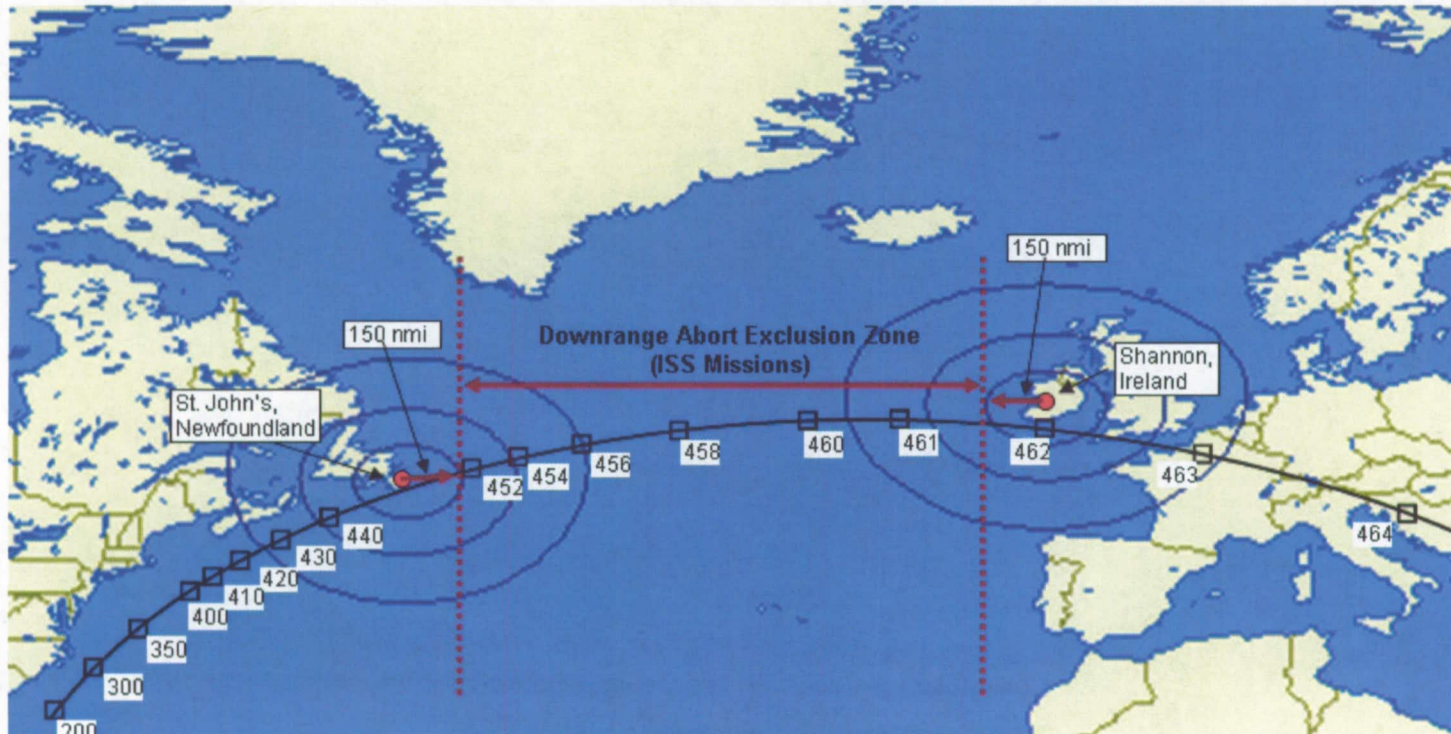 150 nmi
Downrange Abort Exclusion Zone
(ISS Missions)
150 nmi
Shannon,
Ireland
St. John's,
Newfoundland
200
300
350
400
410
420
430
440
452
454
456
458
460
461
462
463
464